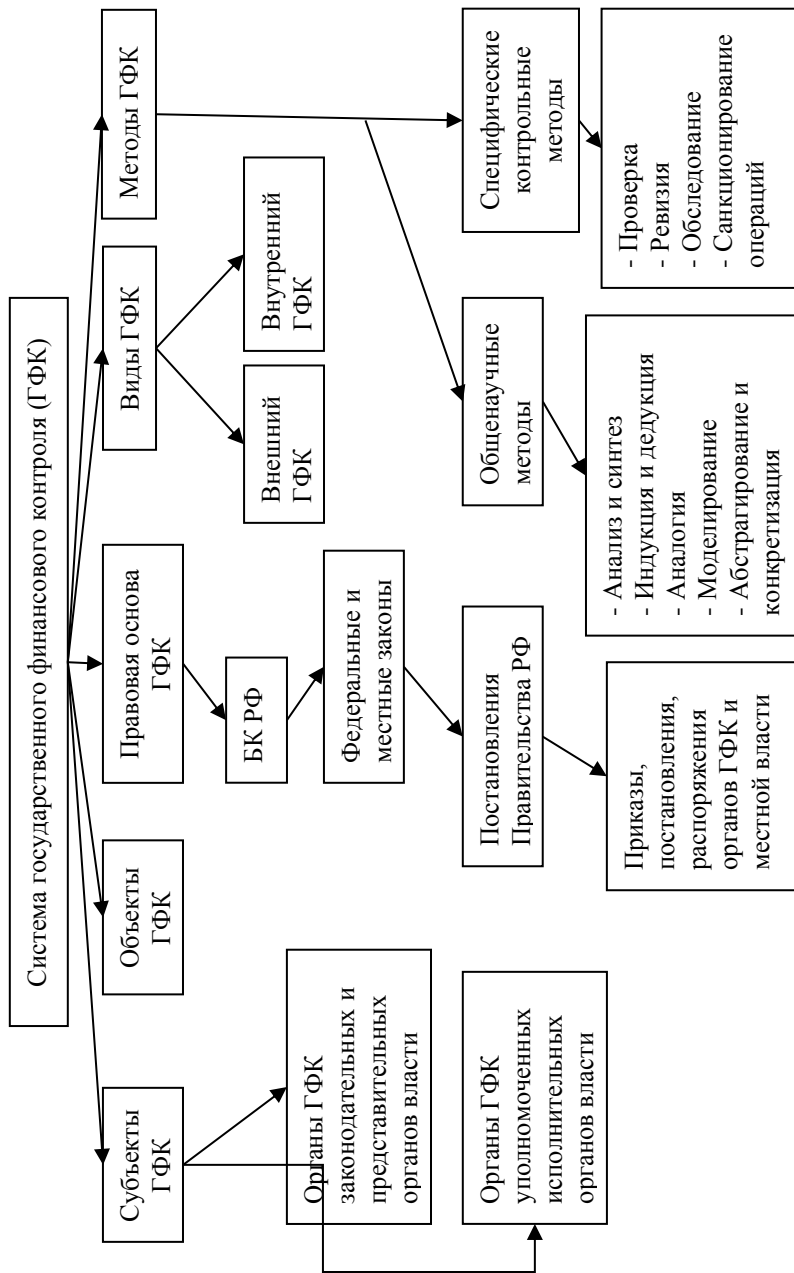 Система государственного финансового контроля (ГФК)
Субъекты
ГФК
Объекты
ГФК
Правовая основа
ГФК
Виды ГФК
Методы ГФК
Органы ГФК
законодательных и
представительных
органов власти
Органы ГФК
уполномоченных
исполнительных
органов власти
БК РФ
Федеральные и
местные законы
Постановления
Правительства РФ
Приказы,
постановления,
распоряжения
органов ГФК и
местной власти
Внешний
ГФК
Внутренний
ГФК
Общенаучные
методы
- Анализ и синтез
- Индукция и дедукция
- Аналогия
- Моделирование
- Абстрагирование и
конкретизация
Специфические
контрольные
методы
- Проверка
- Ревизия
- Обследование
- Санкционирование
операций